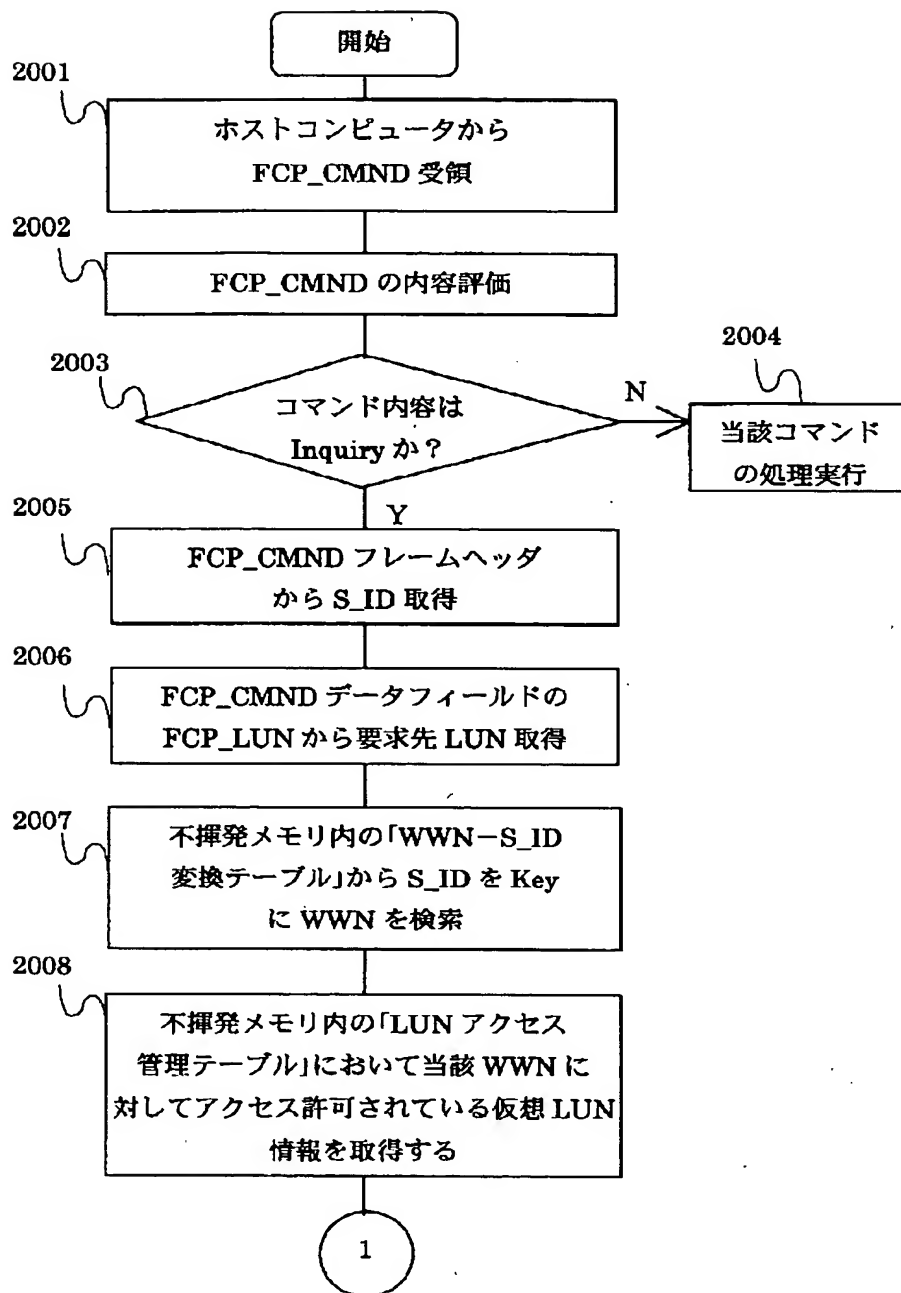 開始
2001
ホストコンピュータから
FCP_CMND 受領
2002
FCP_CMND の内容評価
2003
コマンド内容は
Inquiry か？
N
2004
当該コマンド
の処理実行
Y
2005
FCP_CMND フレームヘッダ
から S_ID 取得
2006
FCP_CMND データフィールドの
FCP_LUN から要求先 LUN 取得
2007
不揮発メモリ内の｢WWN－S_ID
変換テーブル｣から S_ID を Key
に WWN を検索
2008
不揮発メモリ内の｢LUN アクセス
管理テーブル｣において当該 WWN に
対してアクセス許可されている仮想 LUN
情報を取得する
1